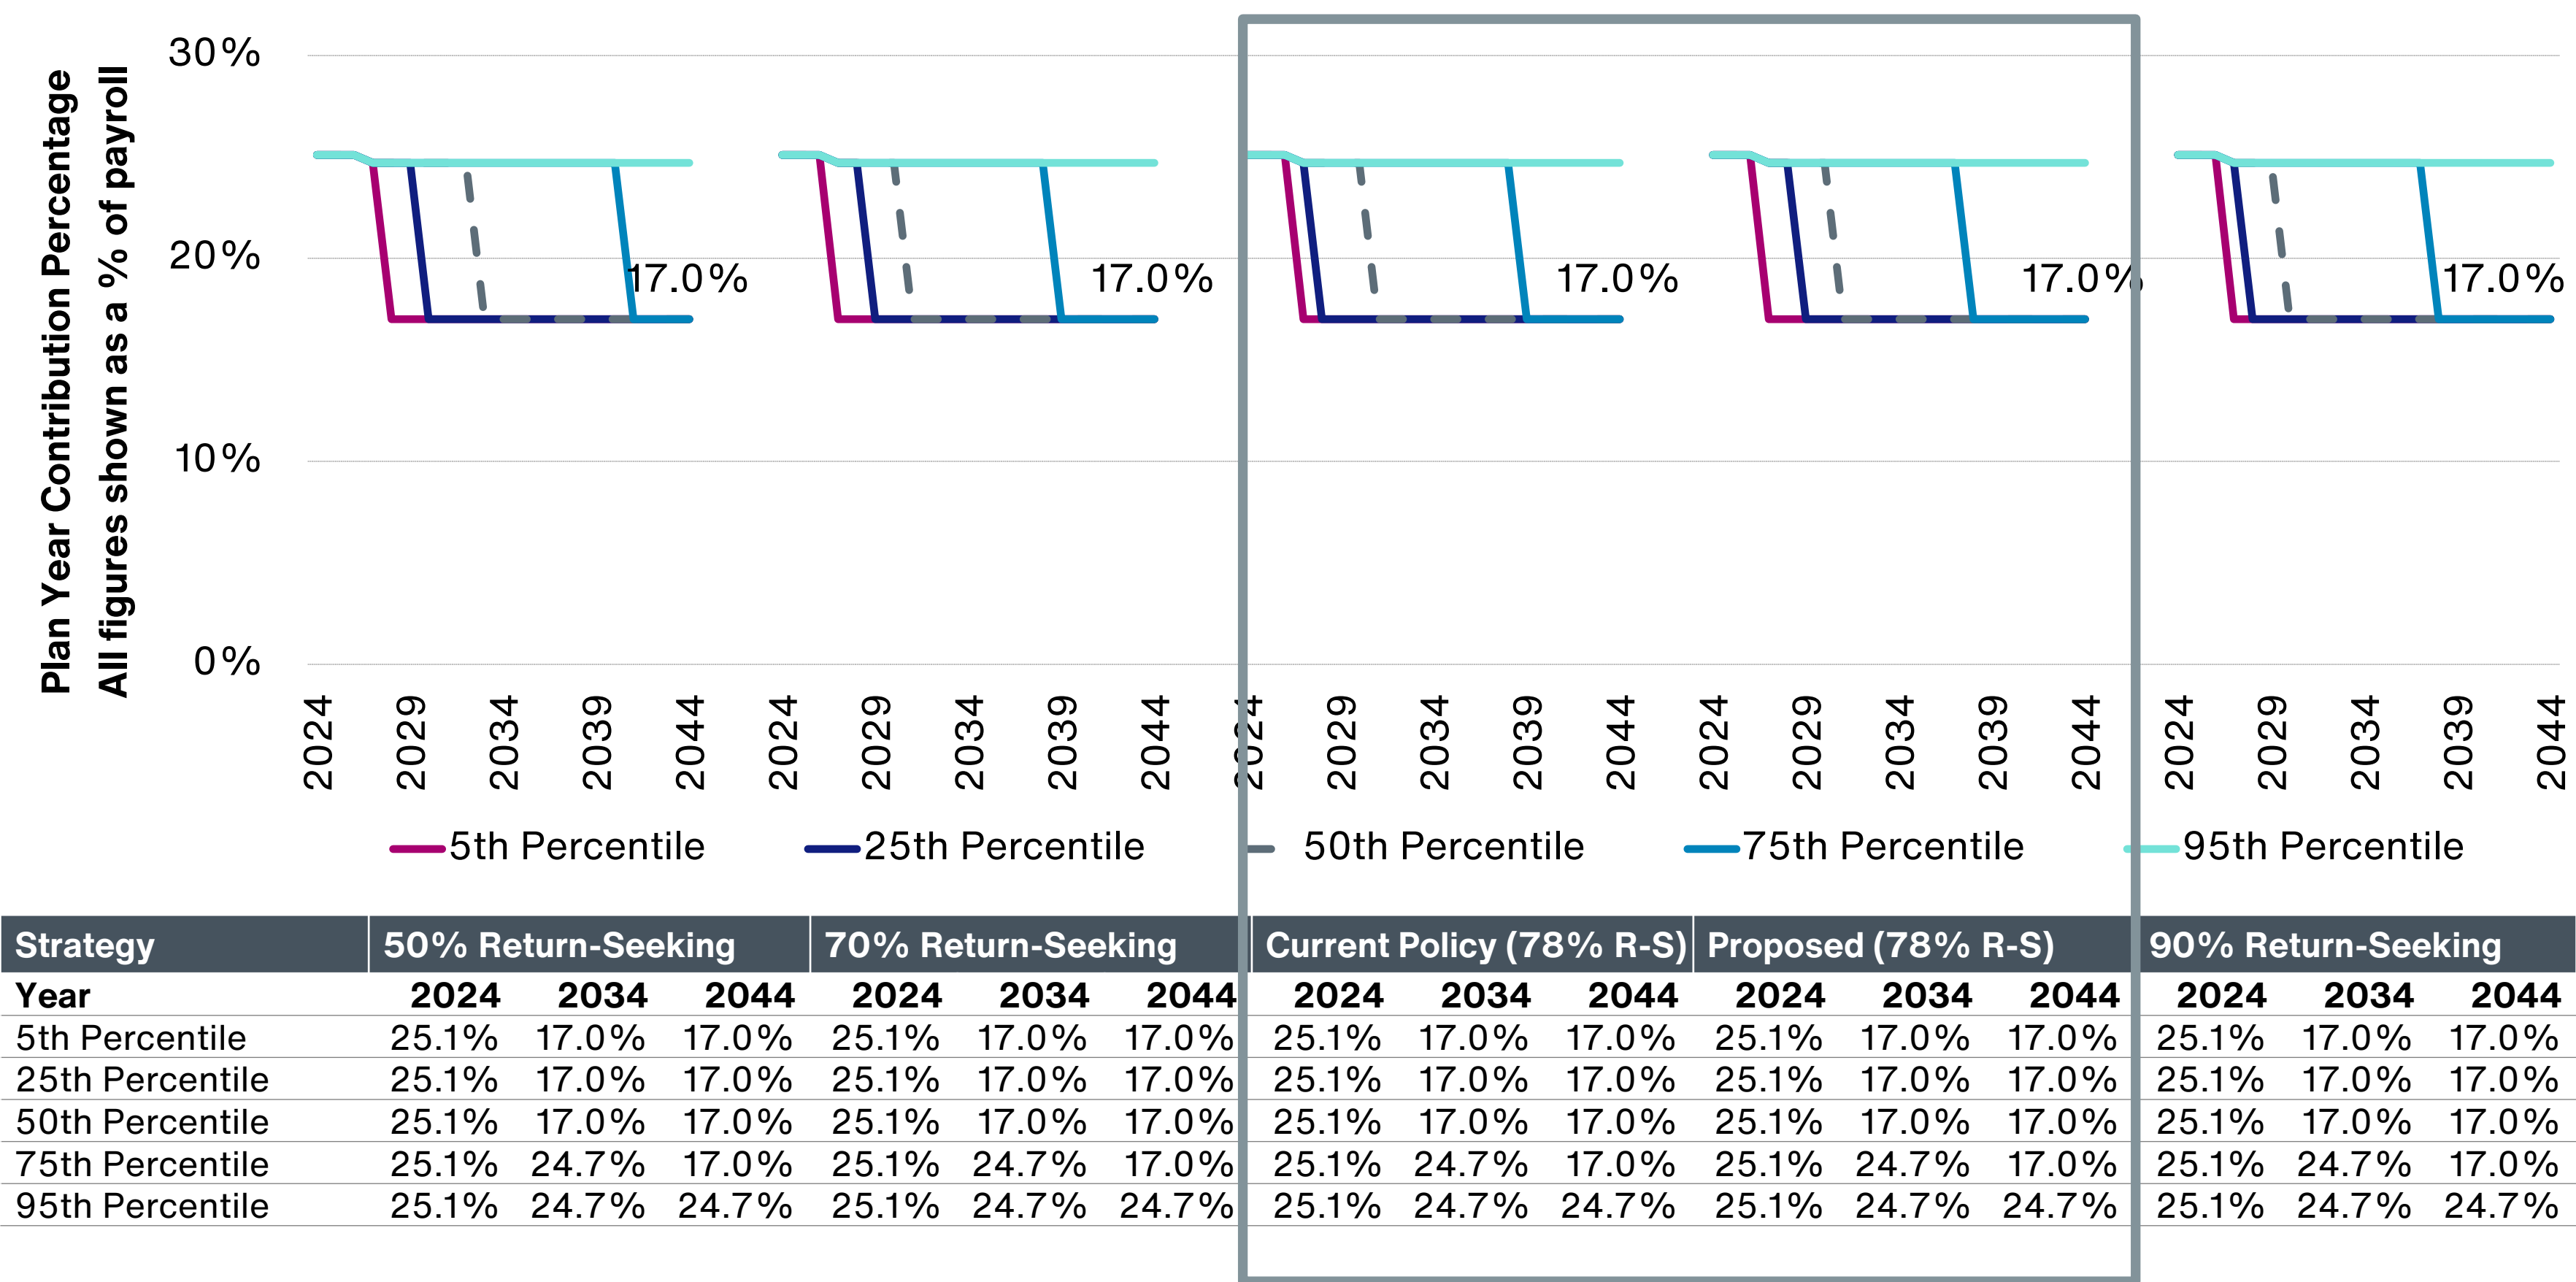 Plan Year Contribution Percentage
All figures shown as a % of payroll
30%
20%
10%
0%
17.0% 17.0% 17.0% 17.0% 17.0%
2024 2029 2034 2039 2044 2024 2029 2034 2039 2044 2024 2029 2034 2039 2044 2024 2029 2034 2039 2044 2024 2029 2034 2039 2044
5th Percentile 25th Percentile 50th Percentile 75th Percentile 95th Percentile
Strategy 50% Return-Seeking 70% Return-Seeking Current Policy (78% R-S) Proposed (78% R-S) 90% Return-Seeking
Year 2024 2034 2044 2024 2034 2044 2024 2034 2044 2024 2034 2044 2024 2034 2044
5th Percentile 25.1% 17.0% 17.0% 25.1% 17.0% 17.0% 25.1% 17.0% 17.0% 25.1% 17.0% 17.0% 25.1% 17.0% 17.0%
25th Percentile 25.1% 17.0% 17.0% 25.1% 17.0% 17.0% 25.1% 17.0% 17.0% 25.1% 17.0% 17.0% 25.1% 17.0% 17.0%
50th Percentile 25.1% 17.0% 17.0% 25.1% 17.0% 17.0% 25.1% 17.0% 17.0% 25.1% 17.0% 17.0% 25.1% 17.0% 17.0%
75th Percentile 25.1% 24.7% 17.0% 25.1% 24.7% 17.0% 25.1% 24.7% 17.0% 25.1% 24.7% 17.0% 25.1% 24.7% 17.0%
95th Percentile 25.1% 24.7% 24.7% 25.1% 24.7% 24.7% 25.1% 24.7% 24.7% 25.1% 24.7% 24.7% 25.1% 24.7% 24.7%